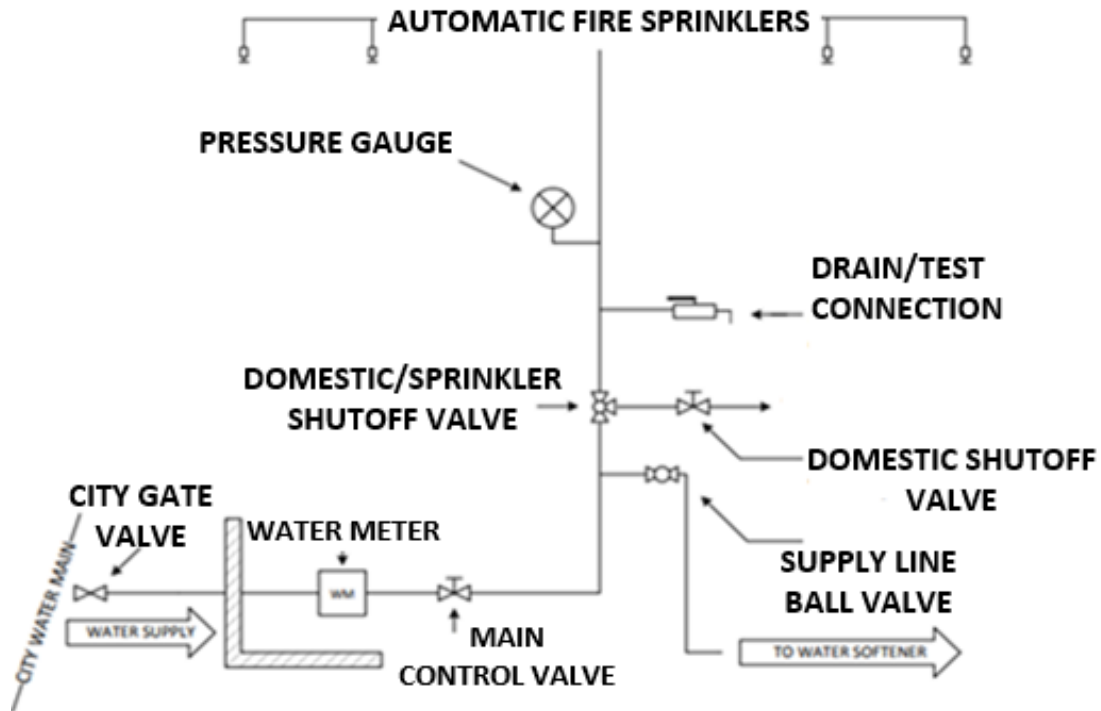 AUTOMATIC FIRE SPRINKLERS
PRESSURE GAUGE
DRAIN/TEST
CONNECTION
DOMESTIC/SPRINKLER
SHUTOFF VALVE
DOMESTIC SHUTOFF
VALVE
CITY GATE
VALVE
WATER METER
SUPPLY LINE
BALL VALVE
WM
CITY WATER MAIN
WATER SUPPLY
MAIN
CONTROL VALVE
TO WATER SOFTENER